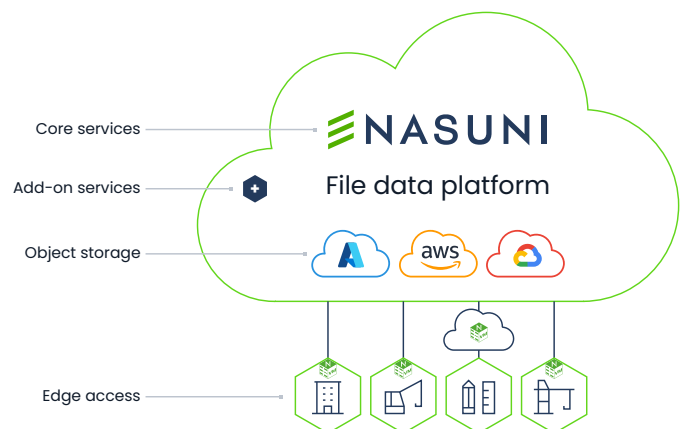 Core services
NASUNI
Add-on services
File data platform
Object storage
aws
Edge access